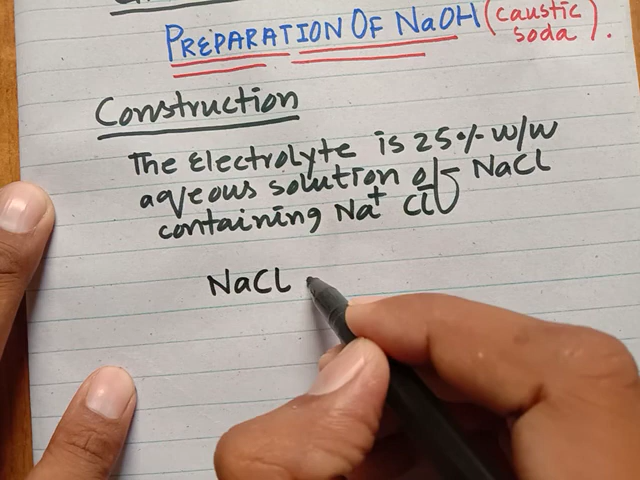 PREPARATION OF NaOH (caustic soda).
Construction
The Electrolyte is 25% w/w
aqeous solution of NaCl
containing Na⁺ Cl⁻
NaCl